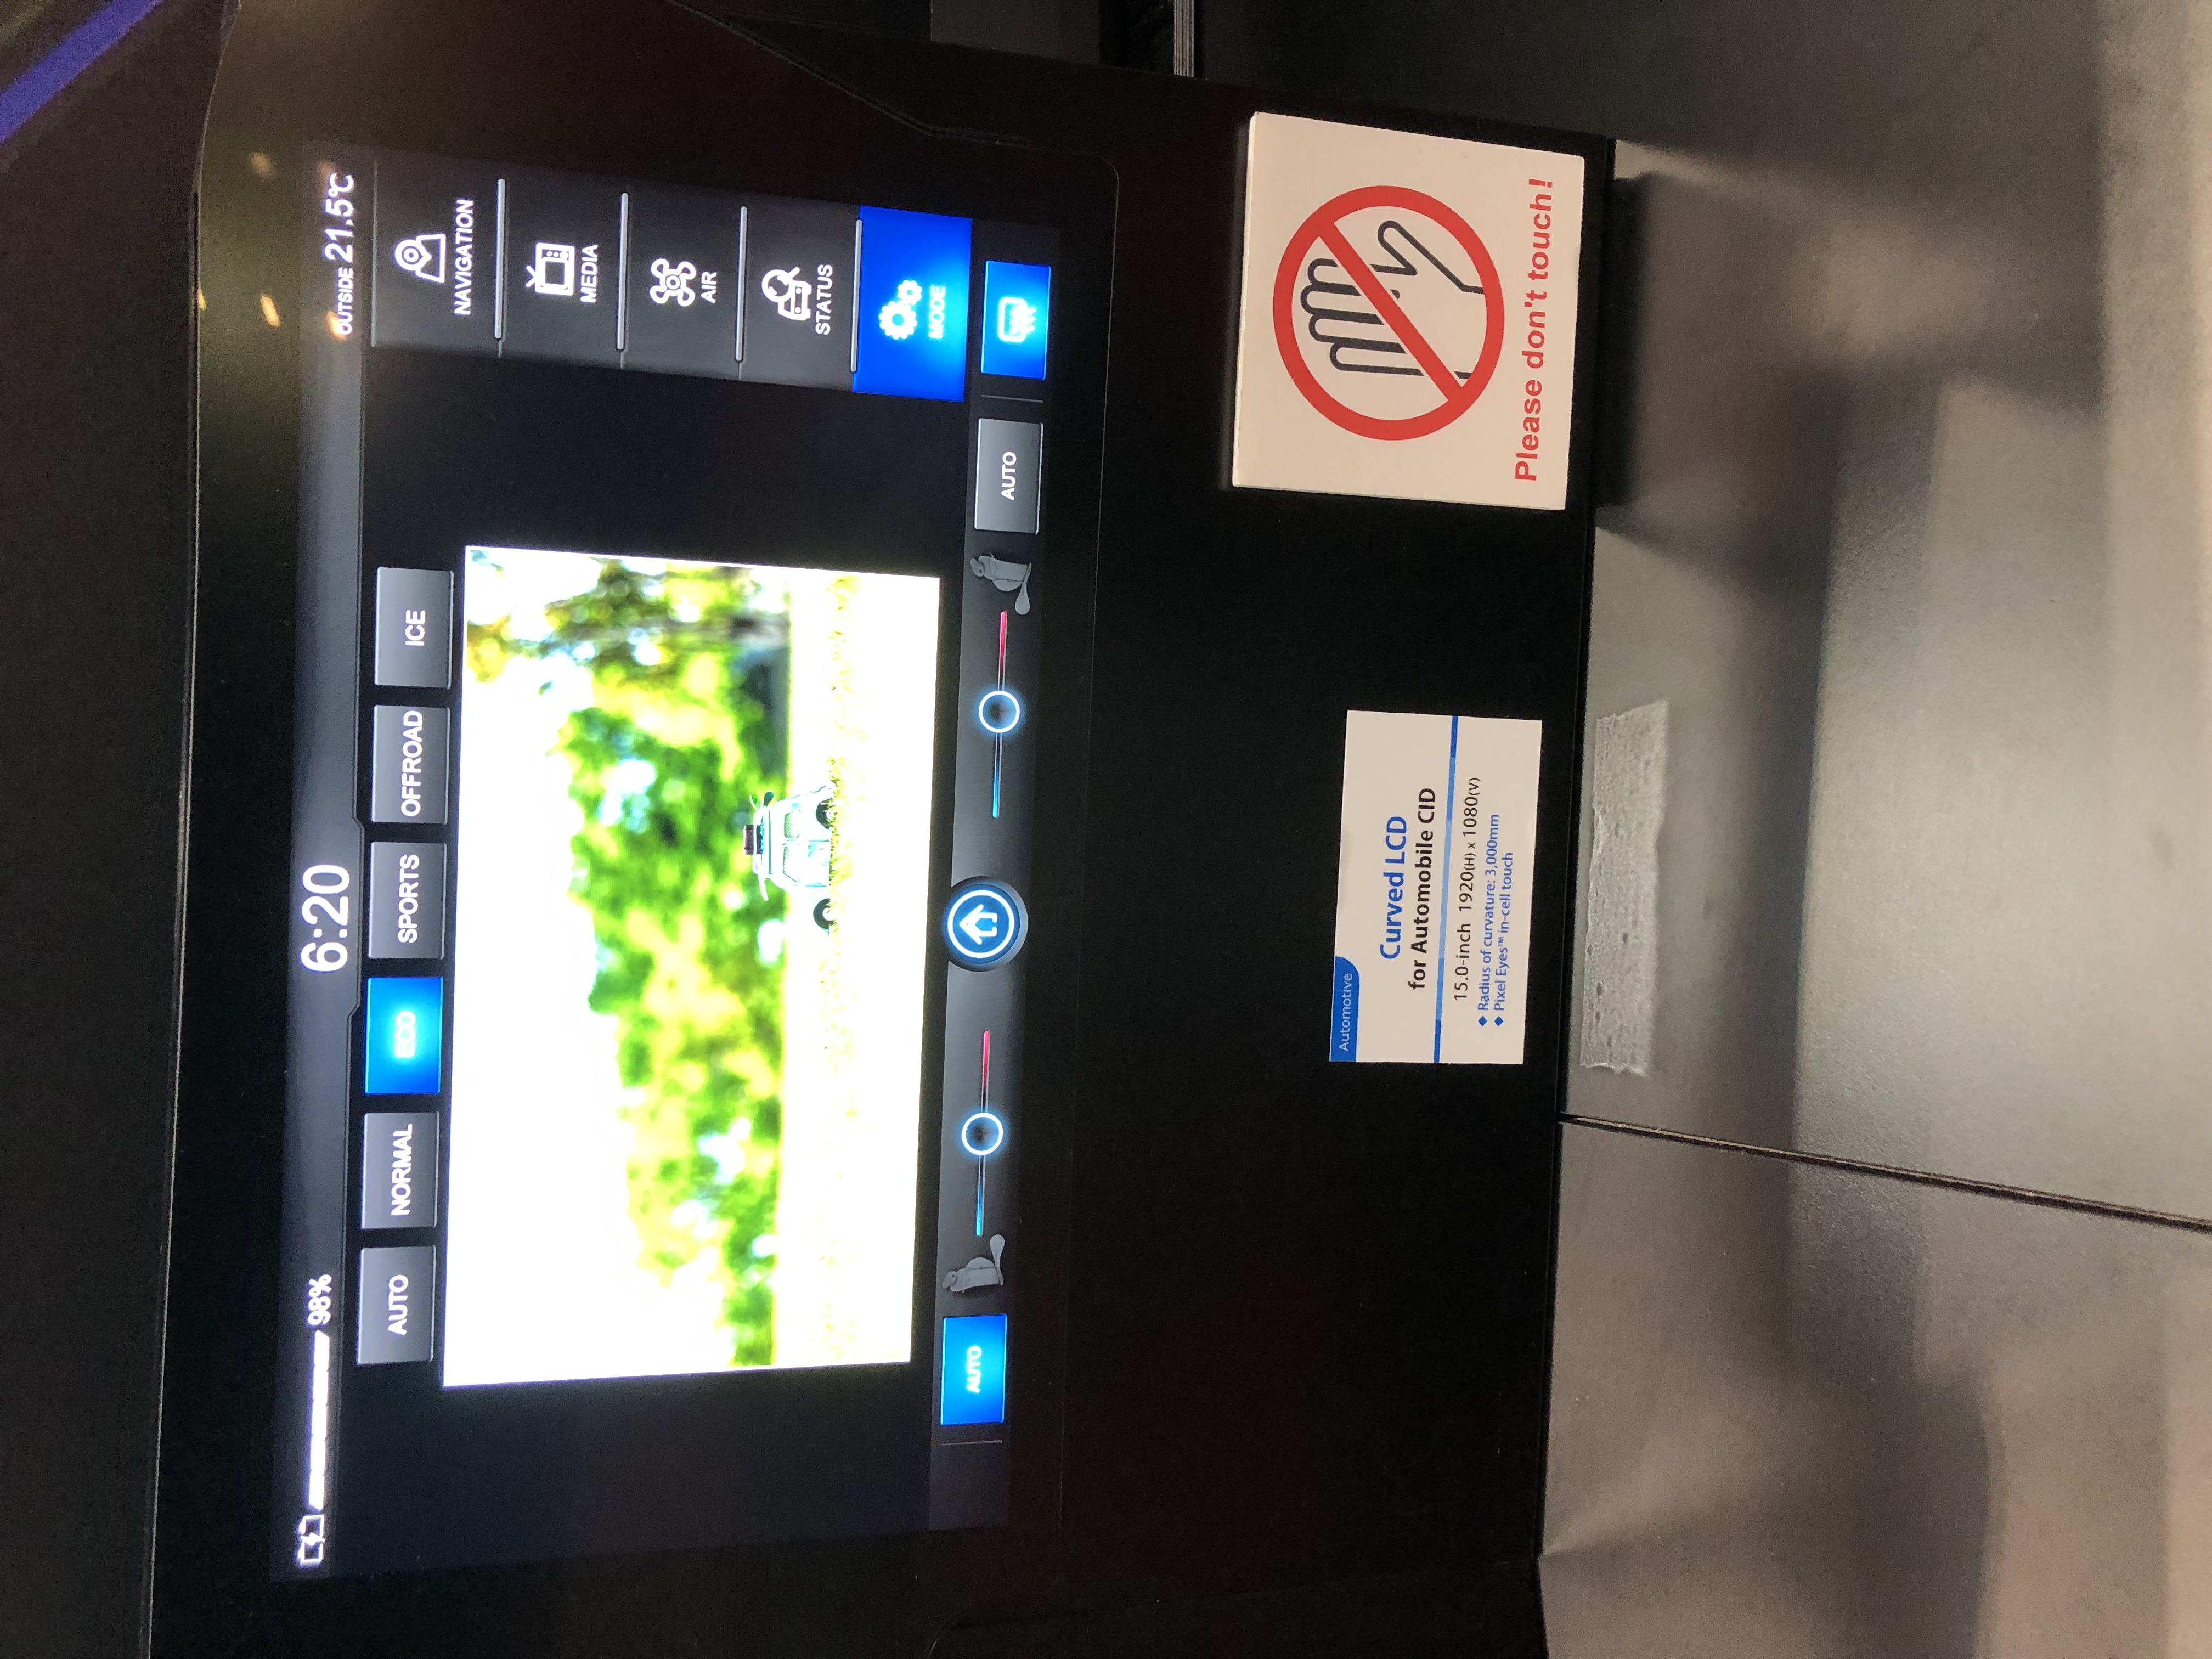 98%
6:20
OUTSIDE 21.5℃
AUTO
NORMAL
ECO
SPORTS
OFFROAD
ICE
NAVIGATION
MEDIA
AIR
STATUS
MODE
AUTO
AUTO
Automotive
Curved LCD
for Automobile CID
15.0-inch 1920(H) x 1080(V)
◆ Radius of curvature: 3,000mm
◆ Pixel Eyes™ in-cell touch
Please don't touch!